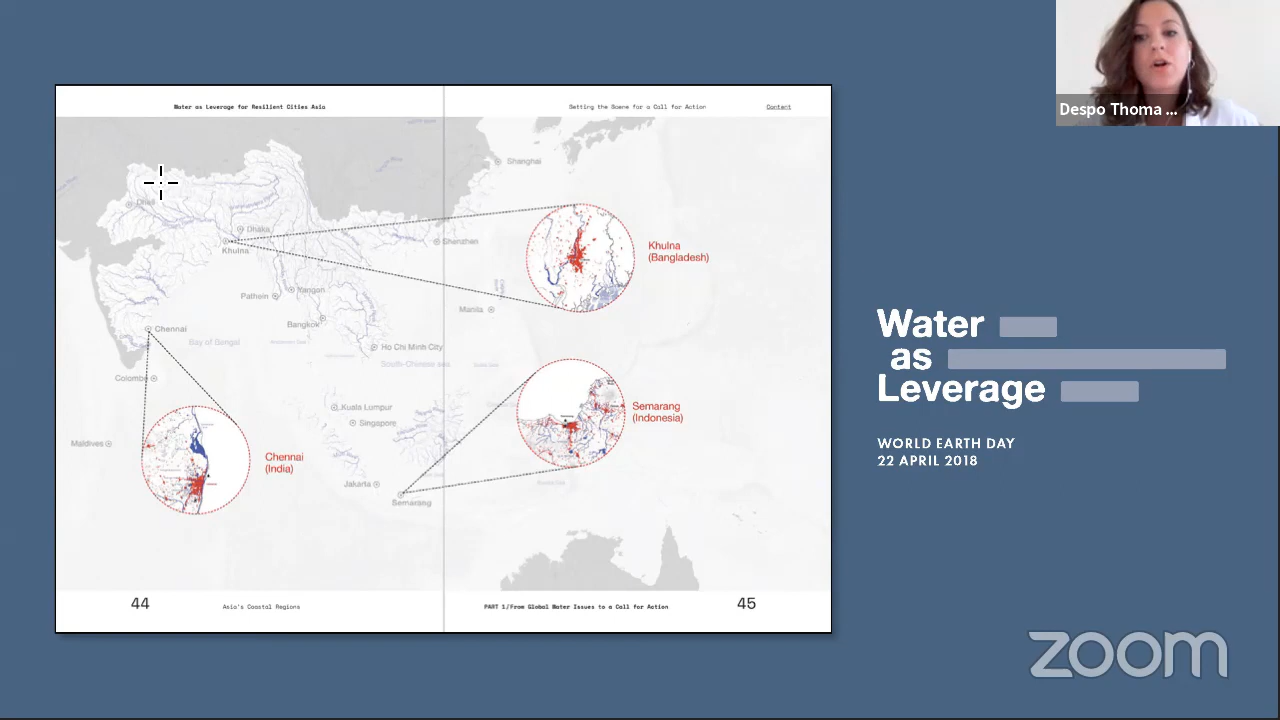 Water as Leverage for Resilient Cities Asia
Setting the Scene for a Call for Action
Content
Despo Thoma ...
Shanghai
Delhi
Dhaka
Khulna
Shenzhen
Khulna
(Bangladesh)
Pathein
Yangon
Manila
Bangkok
Chennai
Bay of Bengal
Ho Chi Minh City
South-Chinese sea
Colombo
Kuala Lumpur
Singapore
Semarang
(Indonesia)
Maldives
Chennai
(India)
Jakarta
Semarang
44
Asia's Coastal Regions
PART 1/From Global Water Issues to a Call for Action
45
Water
as
Leverage
WORLD EARTH DAY
22 APRIL 2018
zoom